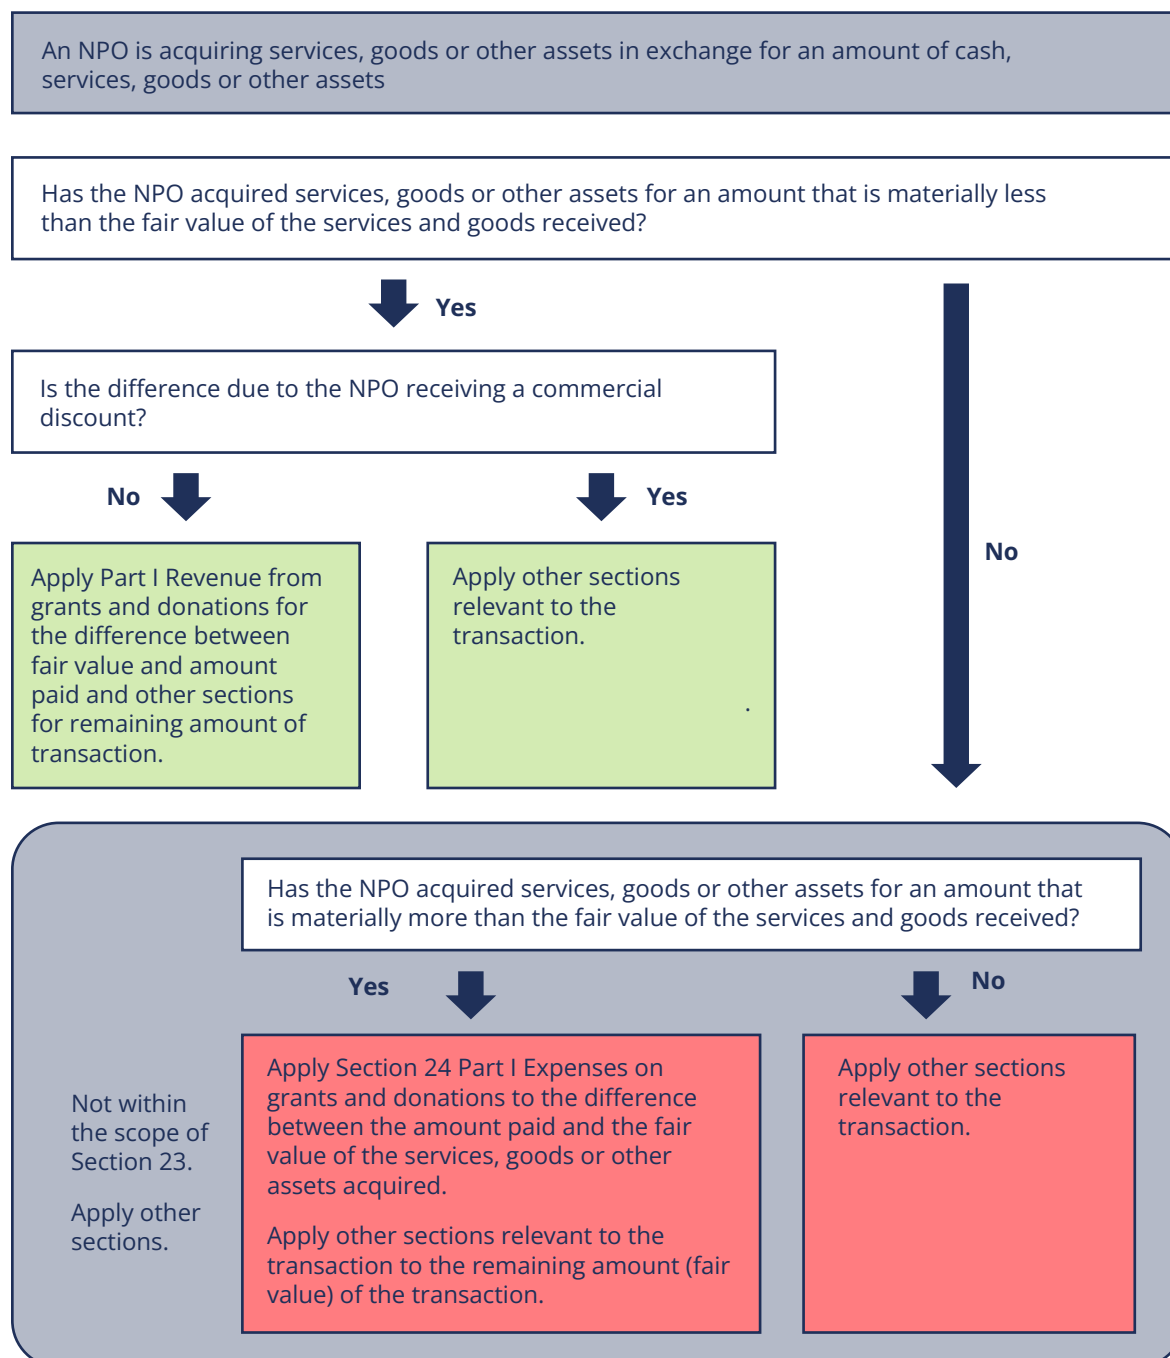 An NPO is acquiring services, goods or other assets in exchange for an amount of cash,
services, goods or other assets
Has the NPO acquired services, goods or other assets for an amount that is materially less
than the fair value of the services and goods received?
Yes
Is the difference due to the NPO receiving a commercial
discount?
No
Yes
No
Apply Part I Revenue from
grants and donations for
the difference between
fair value and amount
paid and other sections
for remaining amount of
transaction.
Apply other sections
relevant to the
transaction.
.
Has the NPO acquired services, goods or other assets for an amount that
is materially more than the fair value of the services and goods received?
Yes
No
Not within
the scope of
Section 23.
Apply other
sections.
Apply Section 24 Part I Expenses on
grants and donations to the difference
between the amount paid and the fair
value of the services, goods or other
assets acquired.
Apply other sections relevant to the
transaction to the remaining amount (fair
value) of the transaction.
Apply other sections
relevant to the
transaction.